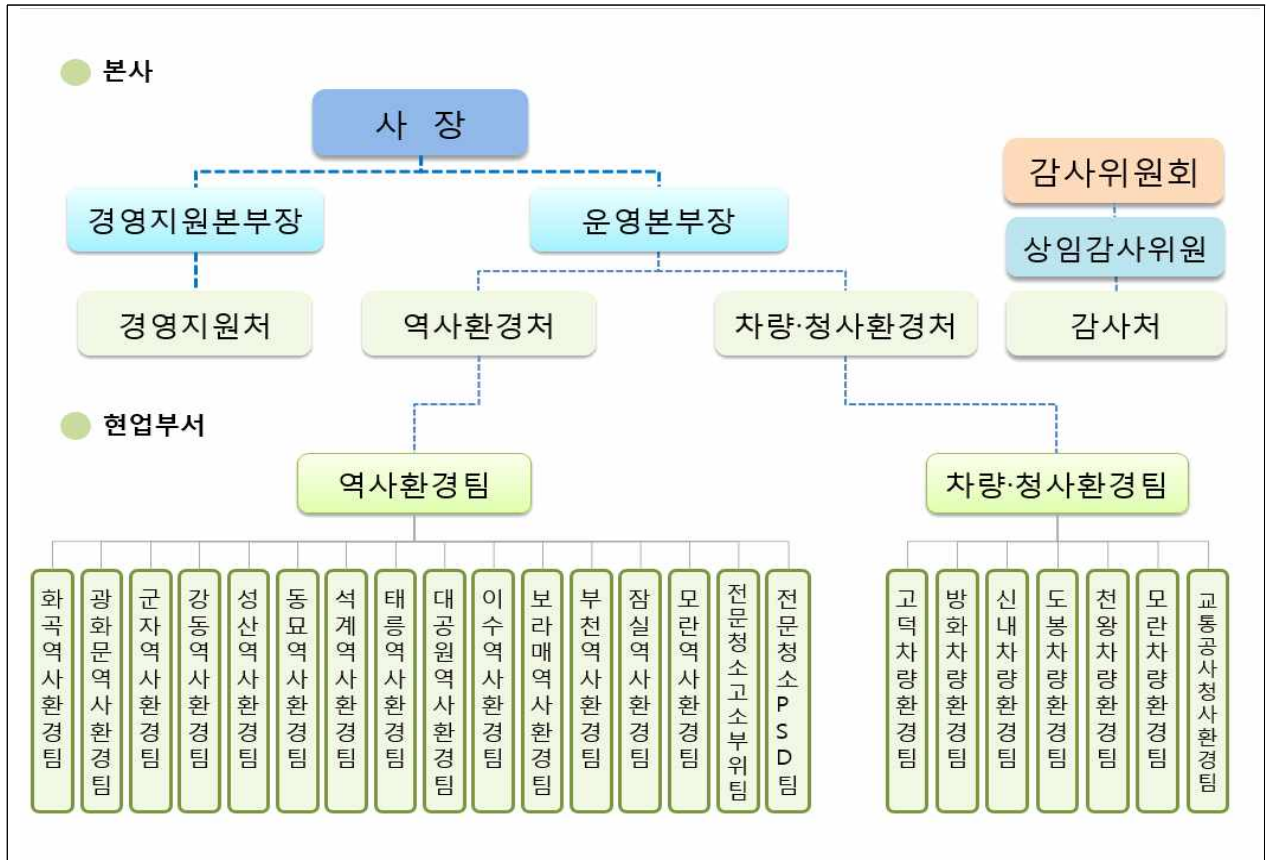 본사
사 장
감사위원회
경영지원본부장
운영본부장
상임감사위원
경영지원처
역사환경처
차량·청사환경처
감사처
현업부서
역사환경팀
차량·청사환경팀
화곡역사환경팀
광화문역사환경팀
군자역사환경팀
강동역사환경팀
성산역사환경팀
동묘역사환경팀
석계역사환경팀
태릉역사환경팀
대공원역사환경팀
이수역사환경팀
보라매역사환경팀
부천역사환경팀
잠실역사환경팀
모란역사환경팀
전문청소고소부위팀
전문청소PSD팀
고덕차량환경팀
방화차량환경팀
신내차량환경팀
도봉차량환경팀
천왕차량환경팀
모란차량환경팀
교통공사청사환경팀